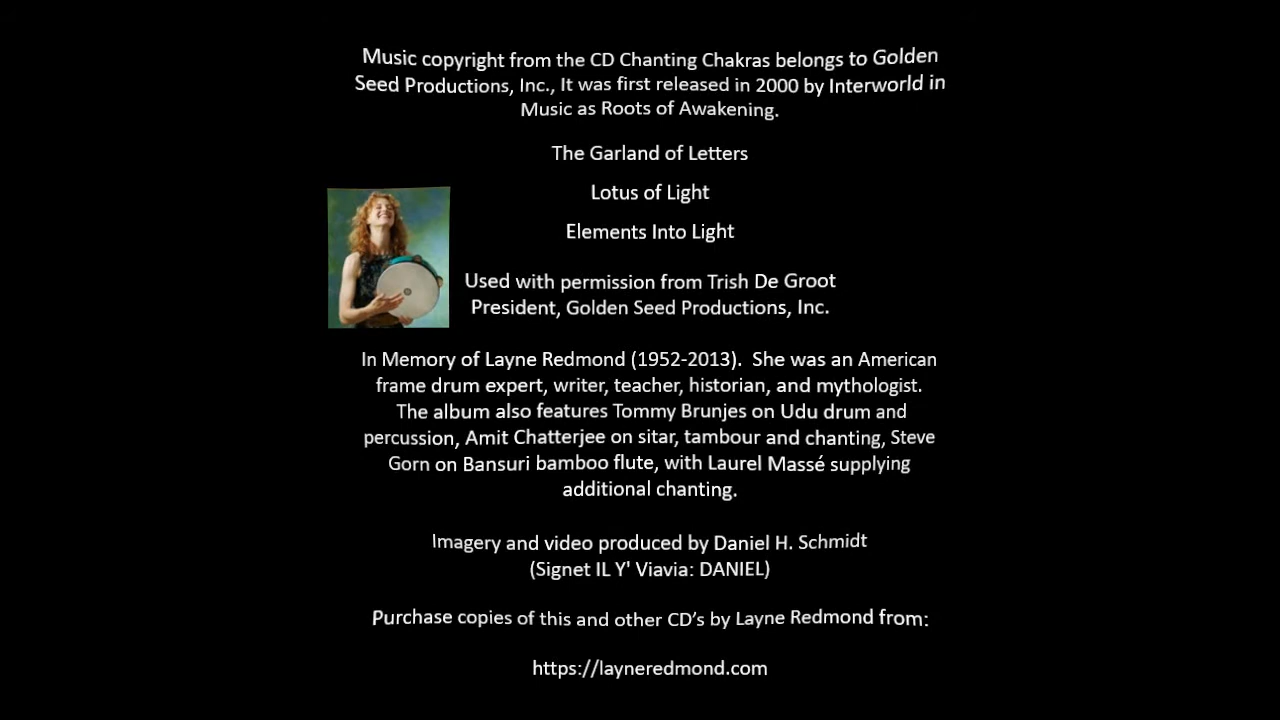 Music copyright from the CD Chanting Chakras belongs to Golden
Seed Productions, Inc., It was first released in 2000 by Interworld in
Music as Roots of Awakening.
The Garland of Letters
Lotus of Light
Elements Into Light
Used with permission from Trish De Groot
President, Golden Seed Productions, Inc.
In Memory of Layne Redmond (1952-2013).  She was an American
frame drum expert, writer, teacher, historian, and mythologist.
The album also features Tommy Brunjes on Udu drum and
percussion, Amit Chatterjee on sitar, tambour and chanting, Steve
Gorn on Bansuri bamboo flute, with Laurel Massé supplying
additional chanting.
Imagery and video produced by Daniel H. Schmidt
(Signet IL Y' Viavia: DANIEL)
Purchase copies of this and other CD’s by Layne Redmond from:
https://layneredmond.com